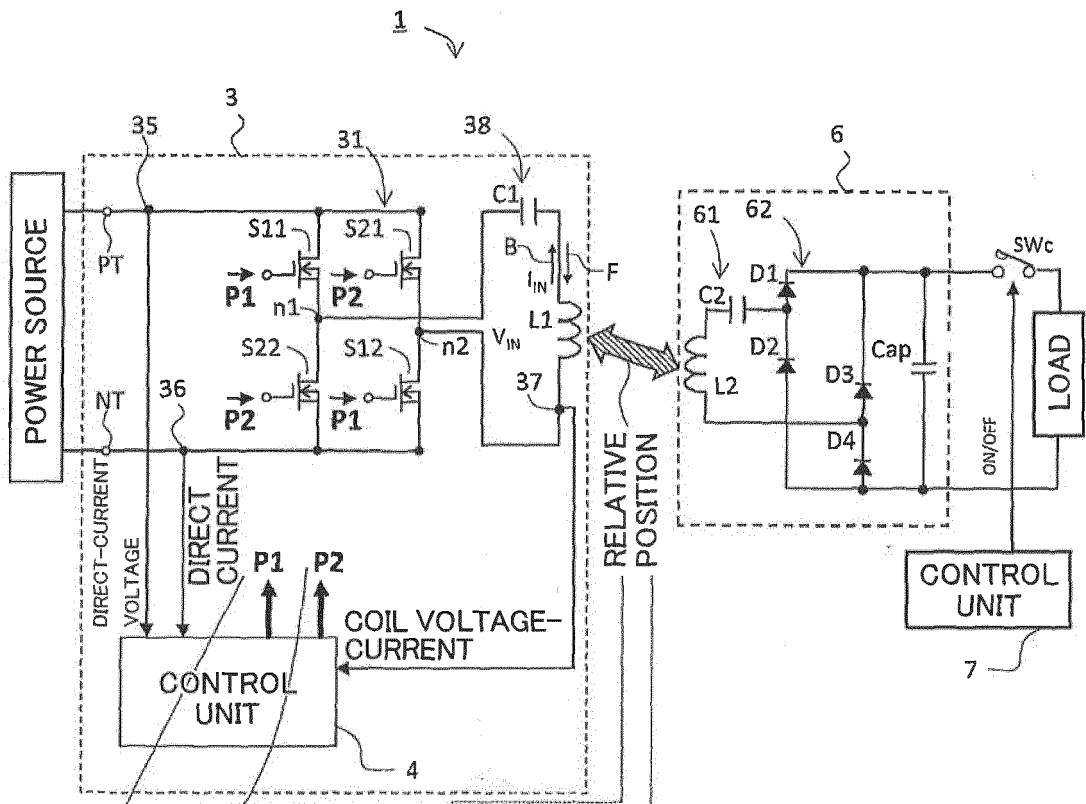 1
3
35
31
38
6
C1
S11
S21
PT
P1
P2
B
F
I_IN
n1
n2
V_IN
L1
S22
S12
P2
P1
37
POWER SOURCE
NT
36
61
62
SWc
D1
C2
D2
L2
Cap
D3
D4
LOAD
ON/OFF
DIRECT-CURRENT
VOLTAGE
DIRECT
CURRENT
P1
P2
RELATIVE
POSITION
COIL VOLTAGE-
CURRENT
CONTROL
UNIT
4
CONTROL
UNIT
7